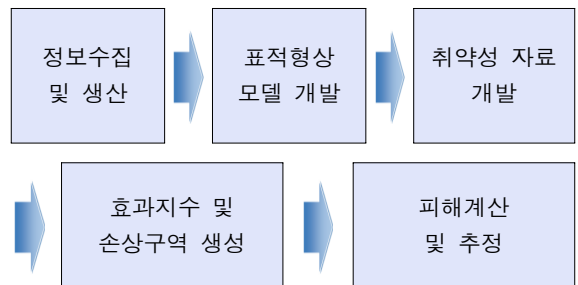 정보수집
및 생산
표적형상
모델 개발
취약성 자료
개발
효과지수 및
손상구역 생성
피해계산
및 추정